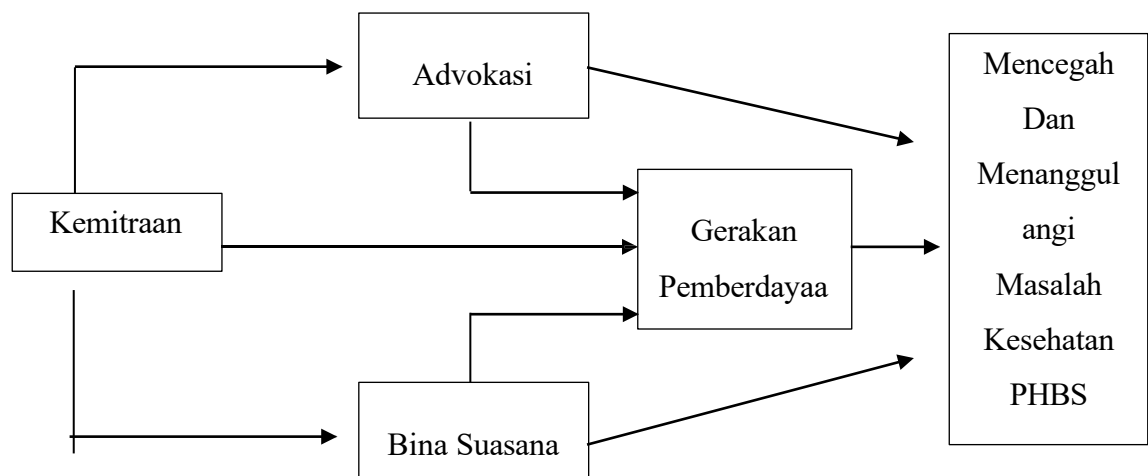 Kemitraan
Advokasi
Gerakan
Pemberdayaa
Bina Suasana
Mencegah
Dan
Menanggul
angi
Masalah
Kesehatan
PHBS